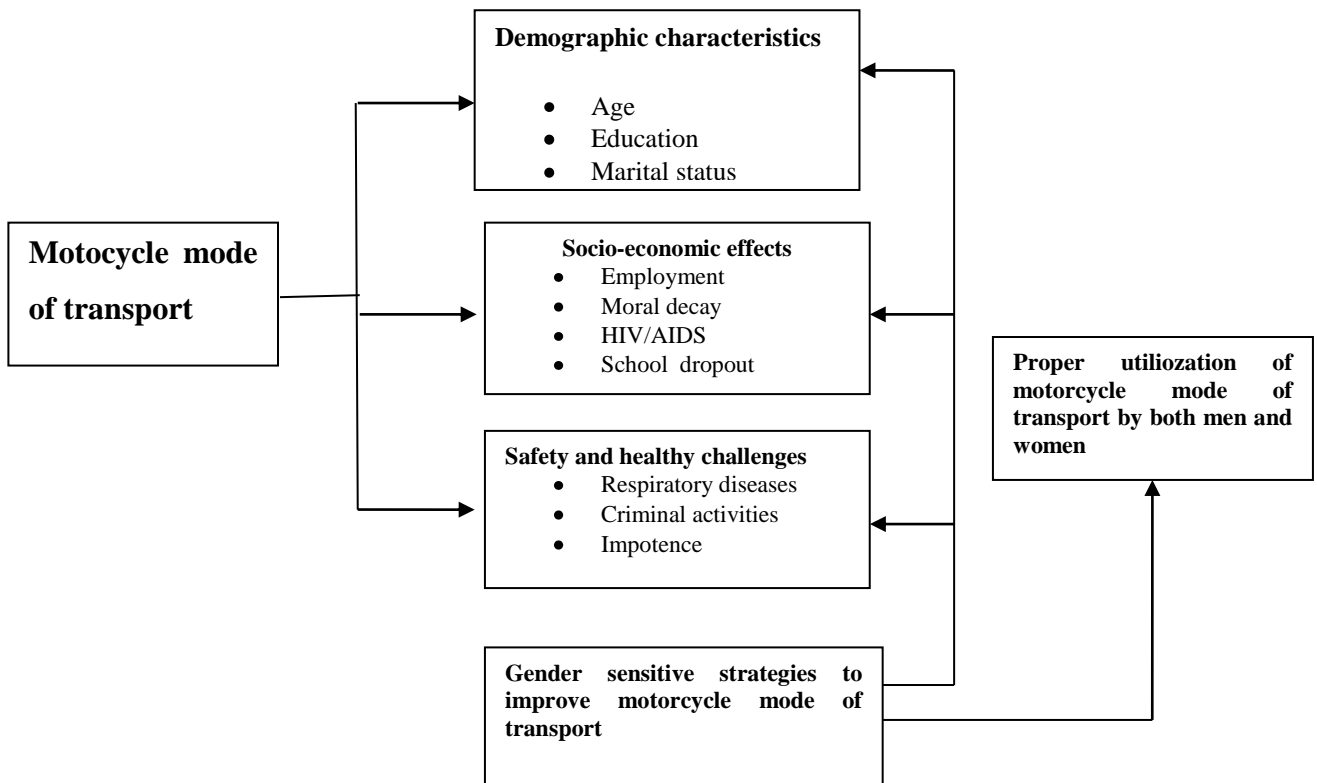 Demographic characteristics
• Age
• Education
• Marital status
Motocycle mode
of transport
Socio-economic effects
• Employment
• Moral decay
• HIV/AIDS
• School dropout
Proper utiliozation of
motorcycle mode of
transport by both men and
women
Safety and healthy challenges
• Respiratory diseases
• Criminal activities
• Impotence
Gender sensitive strategies to
improve motorcycle mode of
transport